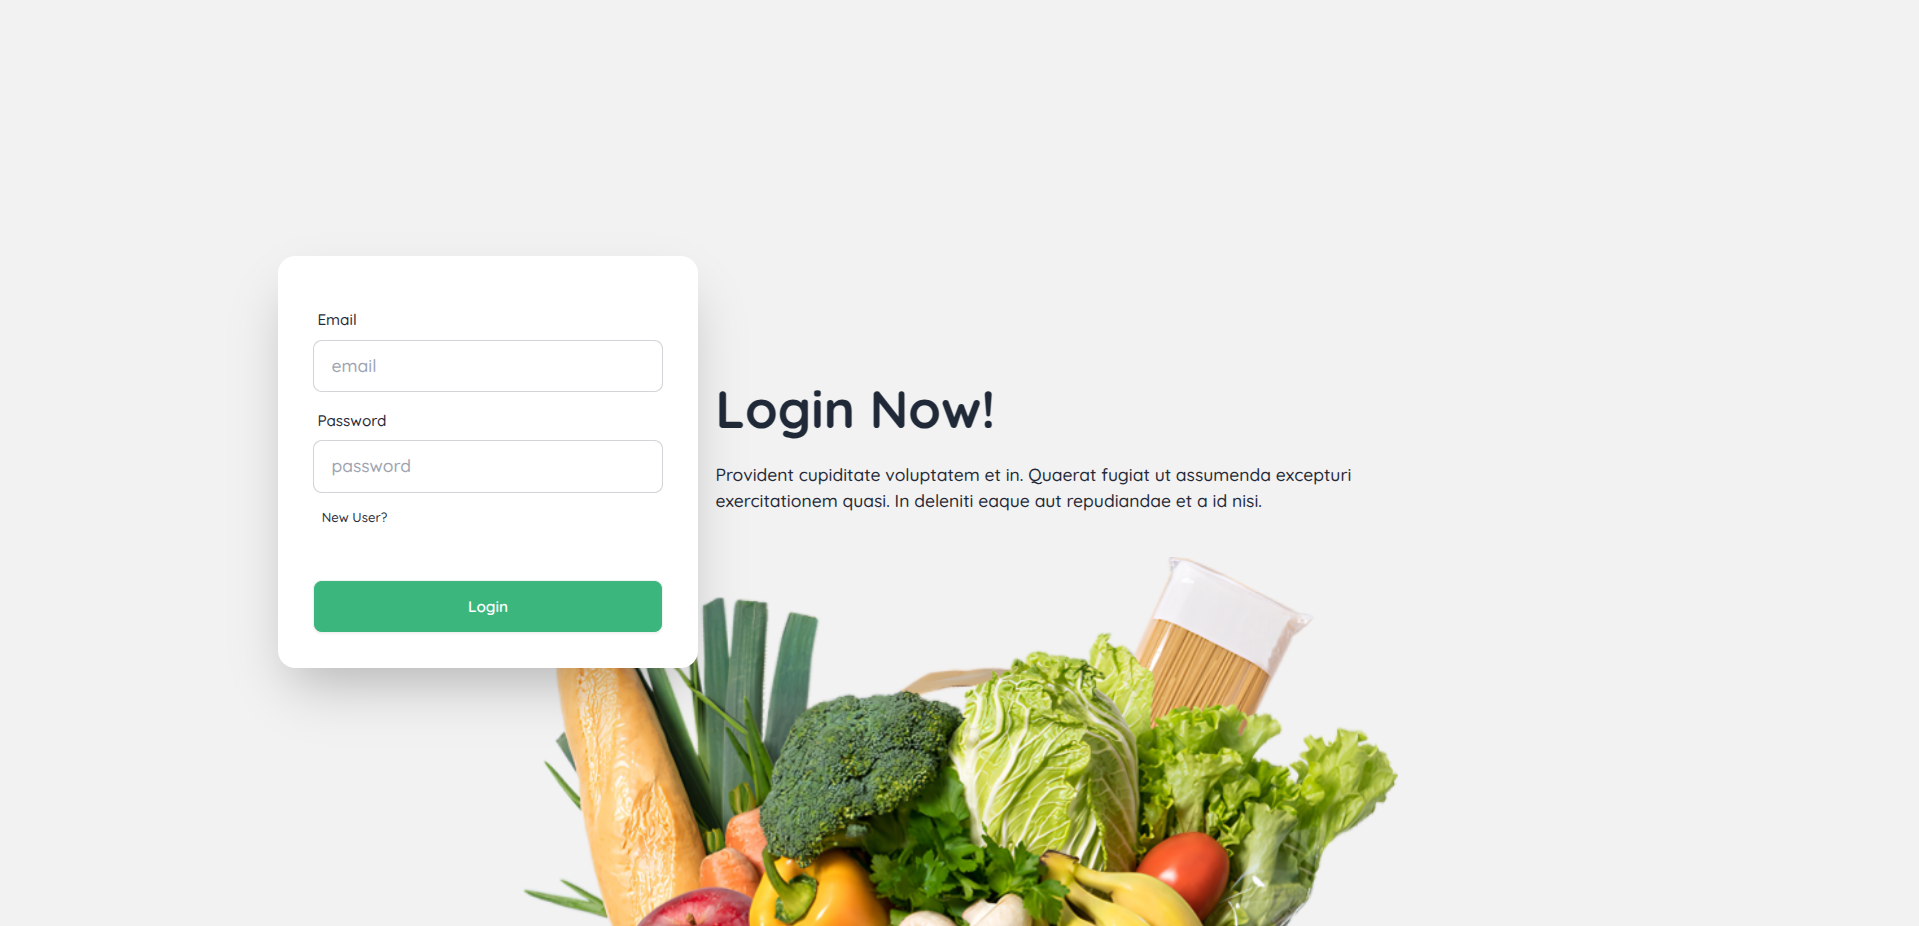 Email
email
Password
password
New User?
Login
Login Now!
Provident cupiditate voluptatem et in. Quaerat fugiat ut assumenda excepturi
exercitationem quasi. In deleniti eaque aut repudiandae et a id nisi.